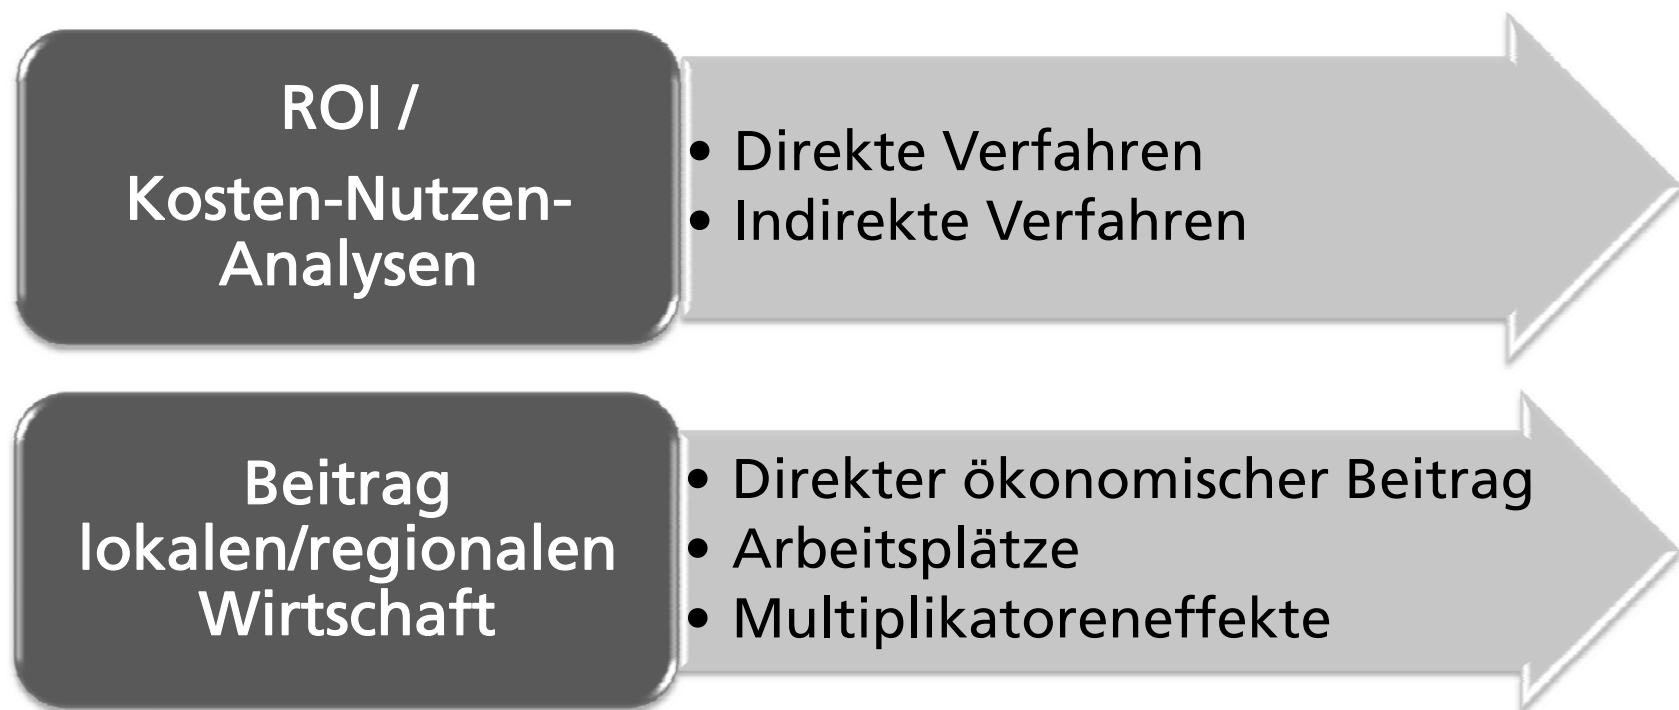 ROI /
Kosten-Nutzen-
Analysen
• Direkte Verfahren
• Indirekte Verfahren
Beitrag
lokalen/regionalen
Wirtschaft
• Direkter ökonomischer Beitrag
• Arbeitsplätze
• Multiplikatoreneffekte